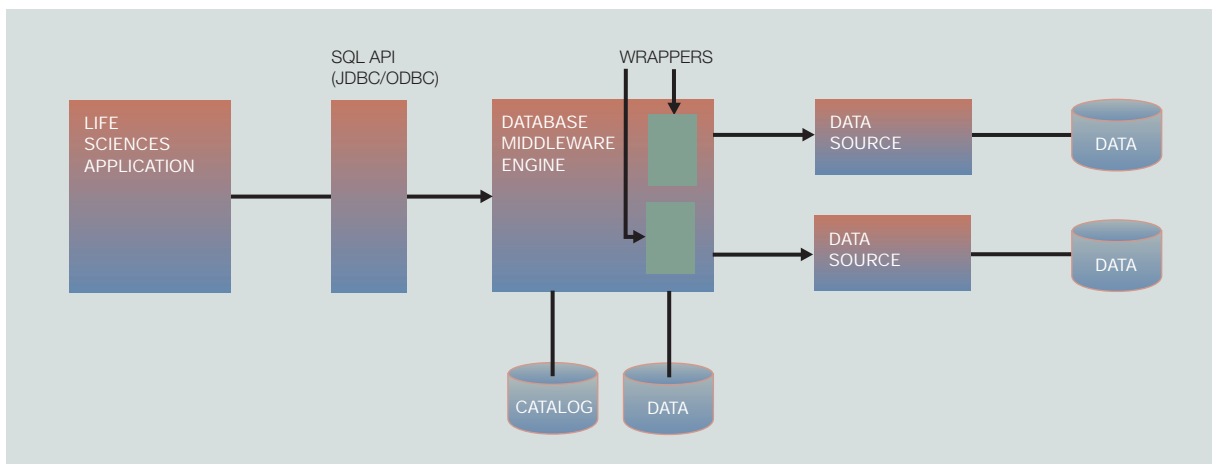 SQL API
(JDBC/ODBC)
WRAPPERS
LIFE
SCIENCES
APPLICATION
DATABASE
MIDDLEWARE
ENGINE
DATA
SOURCE
DATA
DATA
SOURCE
DATA
CATALOG
DATA